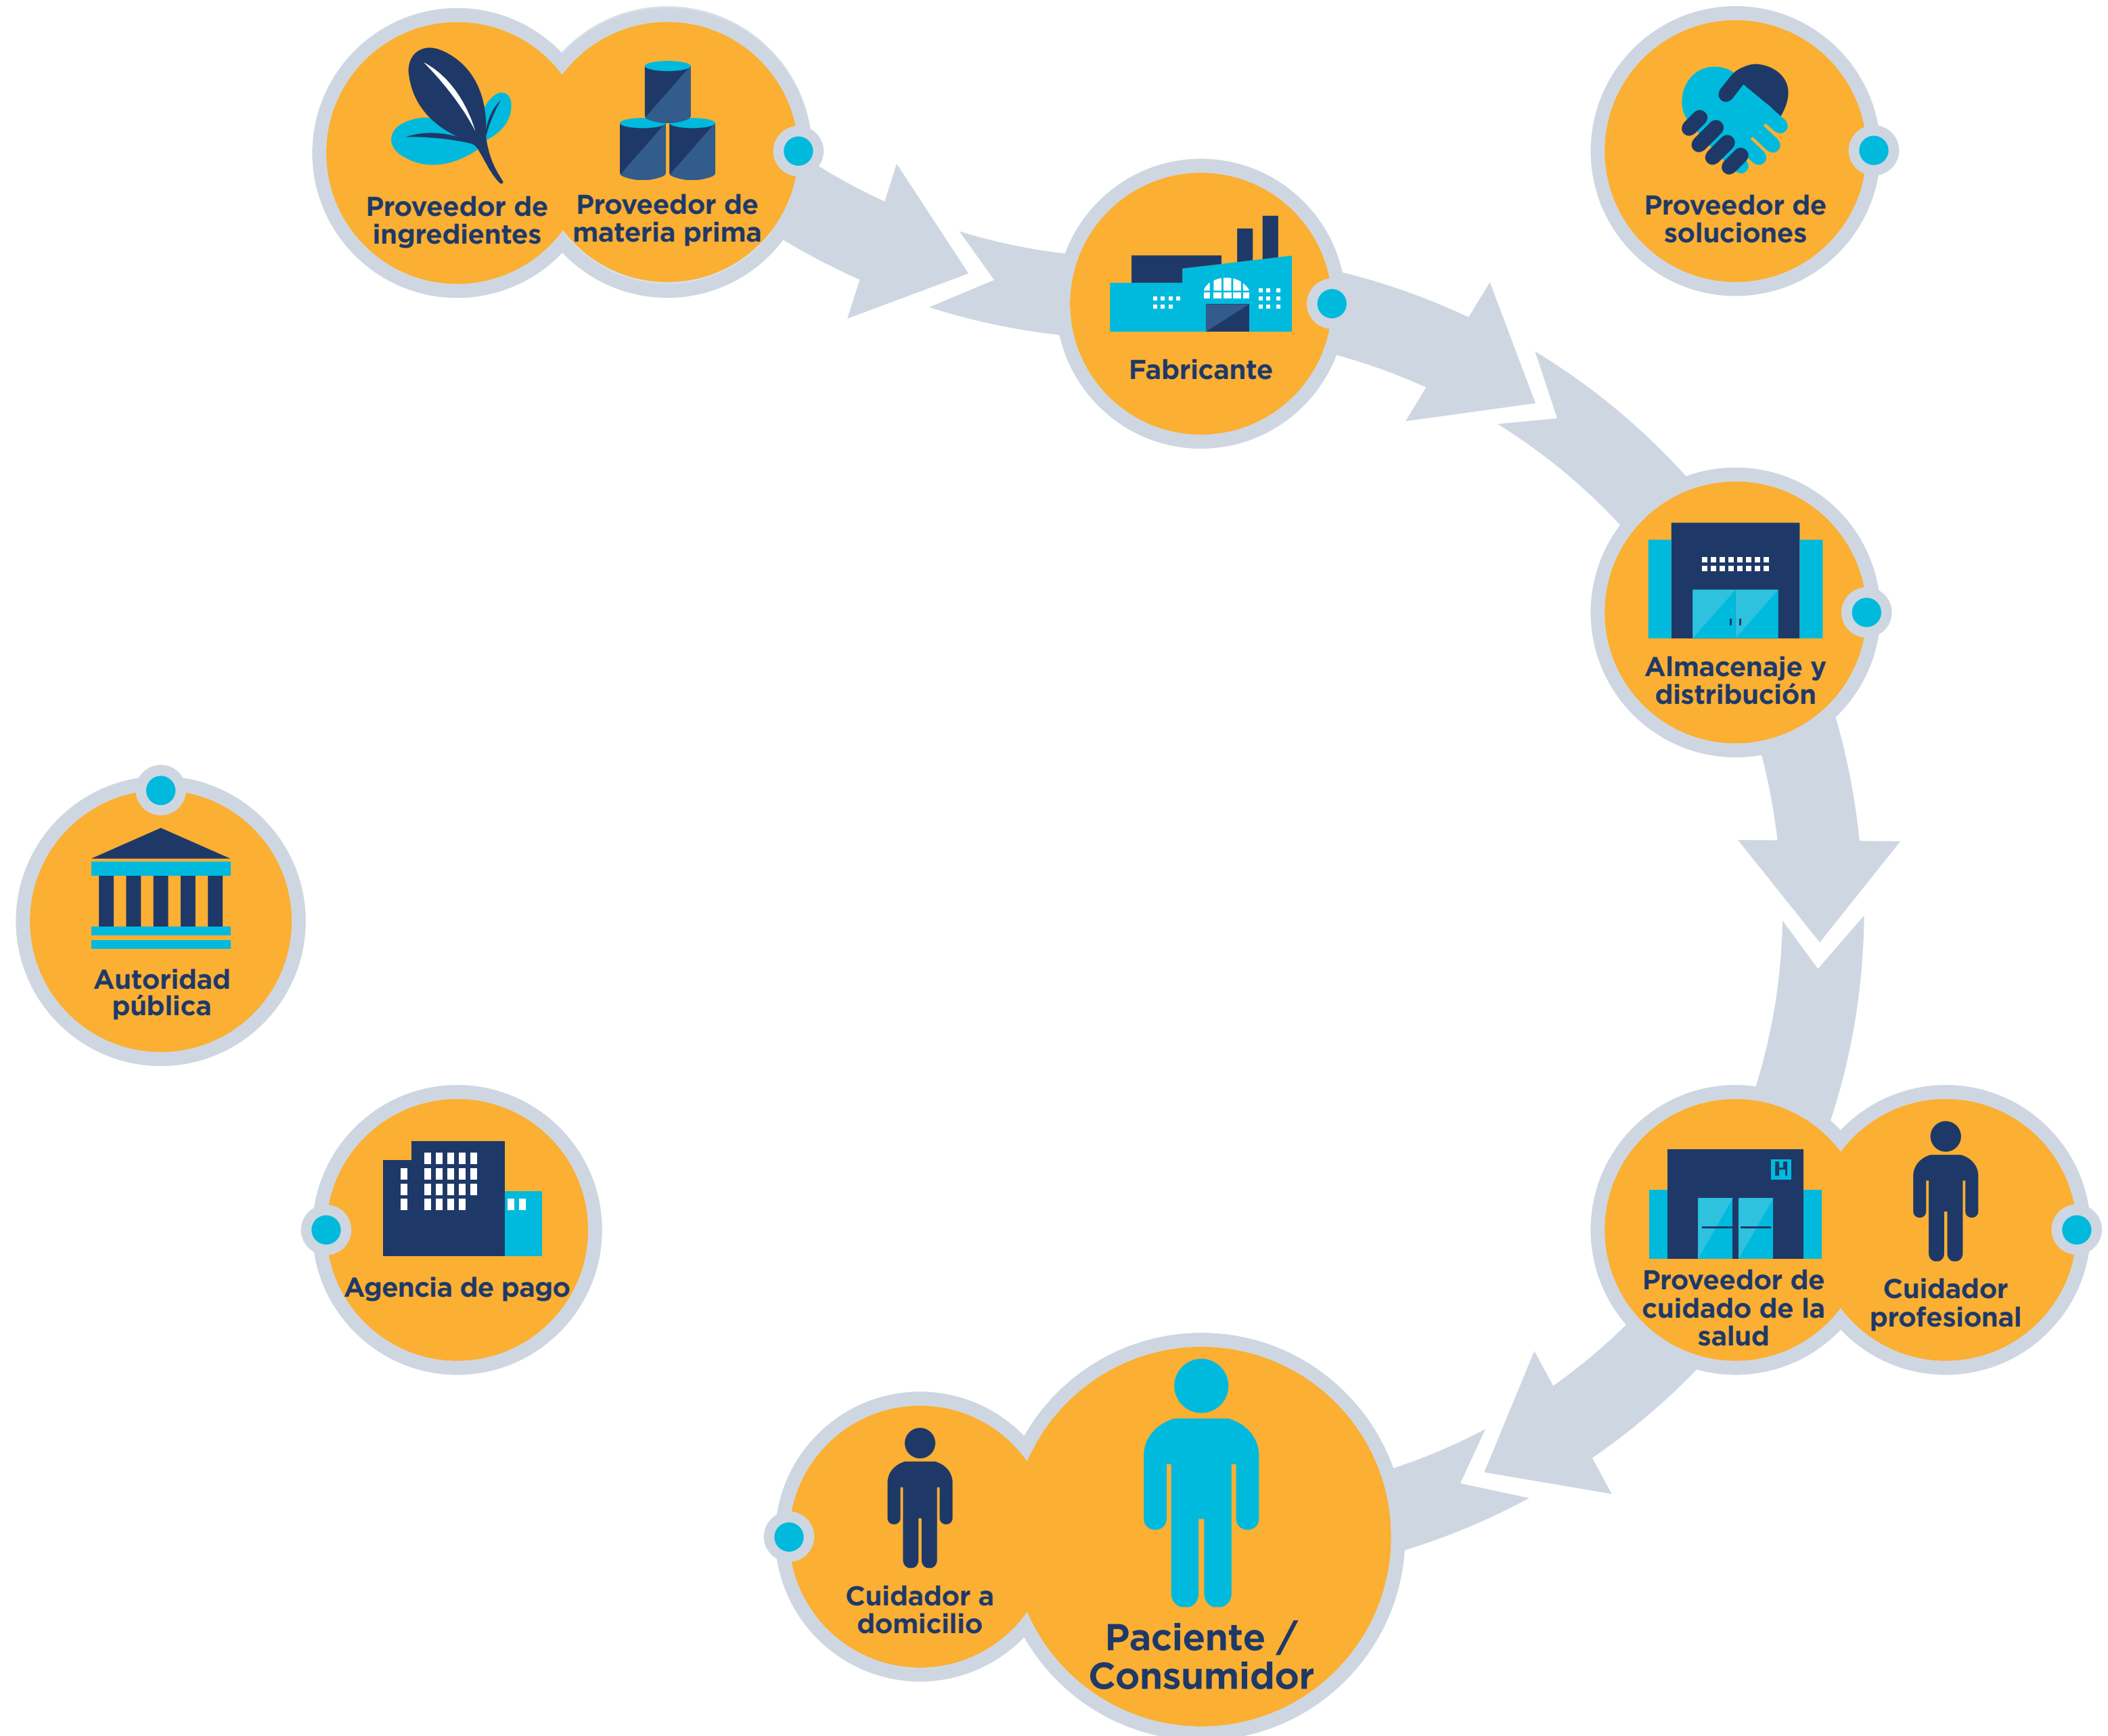 Proveedor de
ingredientes
Proveedor de
materia prima
Proveedor de
soluciones
Fabricante
Almacenaje y
distribución
Autoridad
pública
Agencia de pago
H
Proveedor de
cuidado de la
salud
Cuidador
profesional
Cuidador a
domicilio
Paciente /
Consumidor